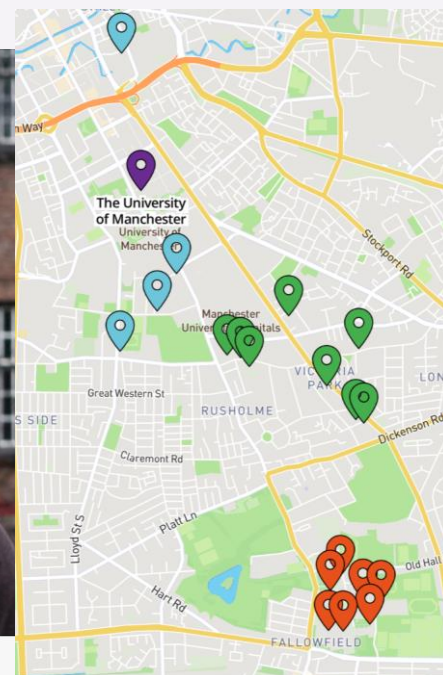 n Way
The University
of Manchester
University of
Manchester
Stockport Rd
Manchester
University Hospitals
VICTORIA
PARK
LON
Great Western St
S SIDE
RUSHOLME
Dickenson Rd
Claremont Rd
Lloyd St S
Platt Ln
Old Hall
Hart Rd
FALLOWFIELD